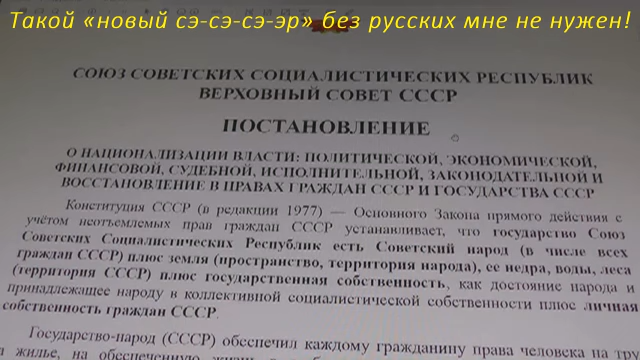 Такой «новый сэ-сэ-сэ-эр» без русских мне не нужен!
СОЮЗ СОВЕТСКИХ СОЦИАЛИСТИЧЕСКИХ РЕСПУБЛИК
ВЕРХОВНЫЙ СОВЕТ СССР
ПОСТАНОВЛЕНИЕ
О НАЦИОНАЛИЗАЦИИ ВЛАСТИ: ПОЛИТИЧЕСКОЙ, ЭКОНОМИЧЕСКОЙ,
ФИНАНСОВОЙ, СУДЕБНОЙ, ИСПОЛНИТЕЛЬНОЙ, ЗАКОНОДАТЕЛЬНОЙ И
ВОССТАНОВЛЕНИЕ В ПРАВАХ ГРАЖДАН СССР И ГОСУДАРСТВА СССР
Конституция СССР (в редакции 1977) — Основного Закона прямого действия с
учётом неотъемлемых прав граждан СССР устанавливает, что государство Союз
Советских Социалистических Республик есть Советский народ (в числе всех
граждан СССР) плюс земля (пространство, территория народа), ее недра, воды, леса
(территория СССР) плюс государственная собственность, как достояние народа и
принадлежащее народу в коллективной социалистической собственности плюс личная
собственность граждан СССР.
Государство-народ (СССР) обеспечил каждому гражданину права человека на тру
жилье, на обеспеченную